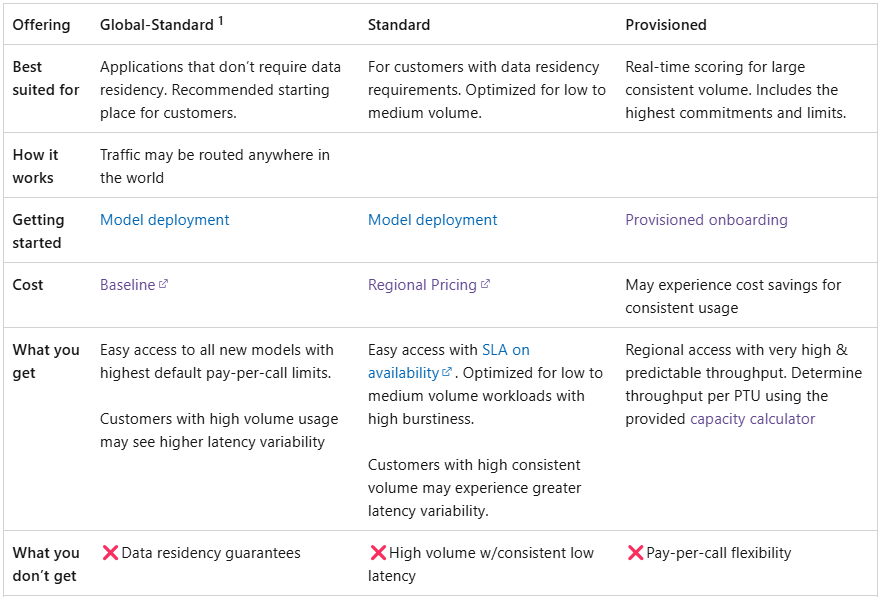 Offering
Global-Standard 1
Standard
Provisioned
Best
suited for
Applications that don’t require data
residency. Recommended starting
place for customers.
For customers with data residency
requirements. Optimized for low to
medium volume.
Real-time scoring for large
consistent volume. Includes the
highest commitments and limits.
How it
works
Traffic may be routed anywhere in
the world
Getting
started
Model deployment
Model deployment
Provisioned onboarding
Cost
Baseline
Regional Pricing
May experience cost savings for
consistent usage
What you
get
Easy access to all new models with
highest default pay-per-call limits.
Customers with high volume usage
may see higher latency variability
Easy access with SLA on
availability. Optimized for low to
medium volume workloads with
high burstiness.
Customers with high consistent
volume may experience greater
latency variability.
Regional access with very high &
predictable throughput. Determine
throughput per PTU using the
provided capacity calculator
What you
don’t get
❌Data residency guarantees
❌High volume w/consistent low
latency
❌Pay-per-call flexibility